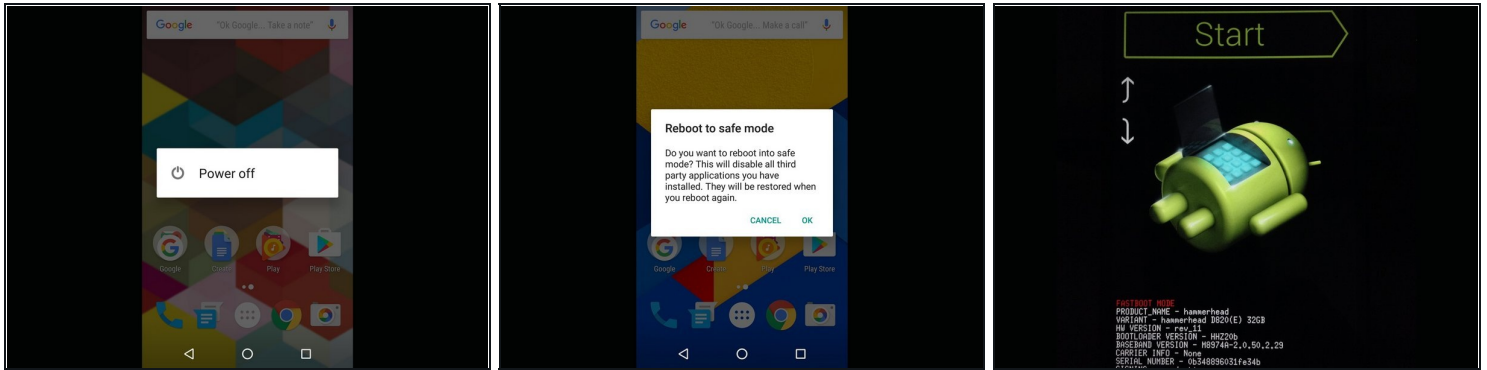 Google "Ok Google... Take a note"
Power off
Google
Create
Play
Play Store
Google "Ok Google... Make a call"
Reboot to safe mode
Do you want to reboot into safe
mode? This will disable all third
party applications you have
installed. They will be restored when
you reboot again.
CANCEL OK
Google
Create
Play
Play Store
Start
FASTBOOT MODE
PRODUCT_NAME - hammerhead
VARIANT - hammerhead D820(E) 32GB
HW VERSION - rev_11
BOOTLOADER VERSION - HHZ20b
BASEBAND VERSION - M8974A-2.0.50.2.29
CARRIER INFO - None
SERIAL NUMBER - 0b348896031fe34b